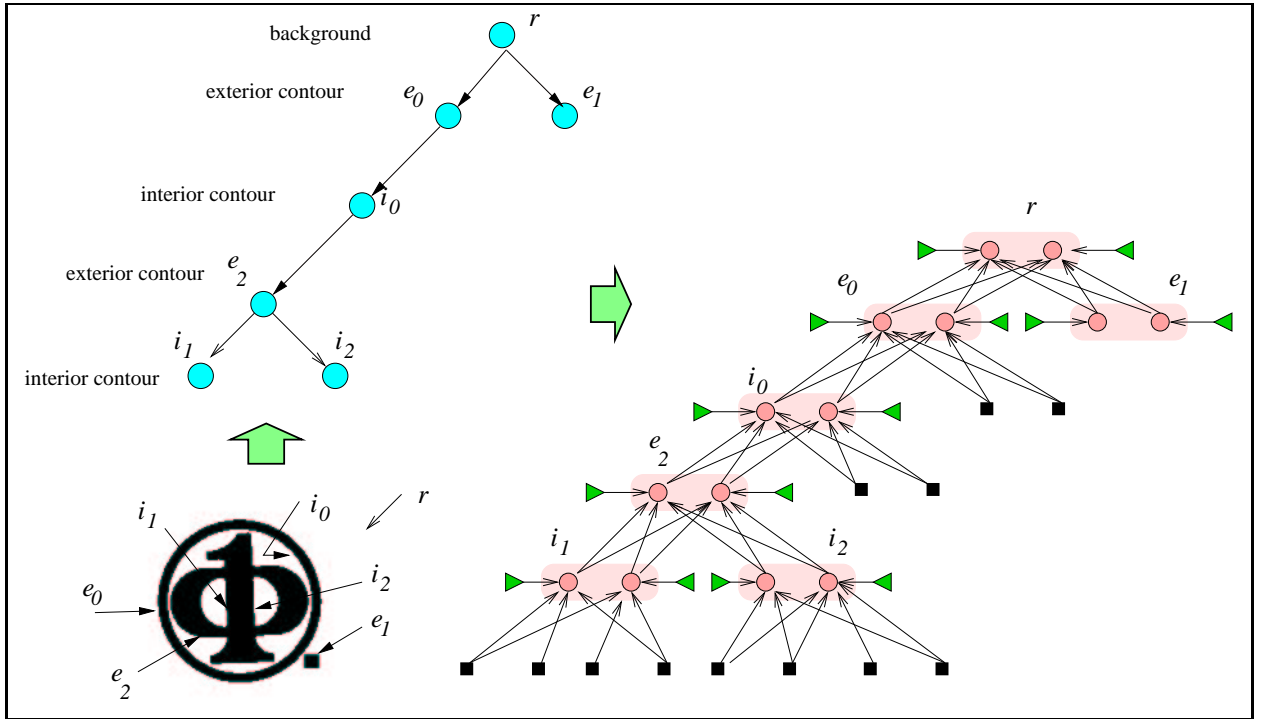 background
r
exterior contour
e0
e1
interior contour
i0
exterior contour
e2
i1
i2
interior contour
r
e0
e1
i0
e2
i1
i2
i1
i0
r
e0
i2
e1
e2